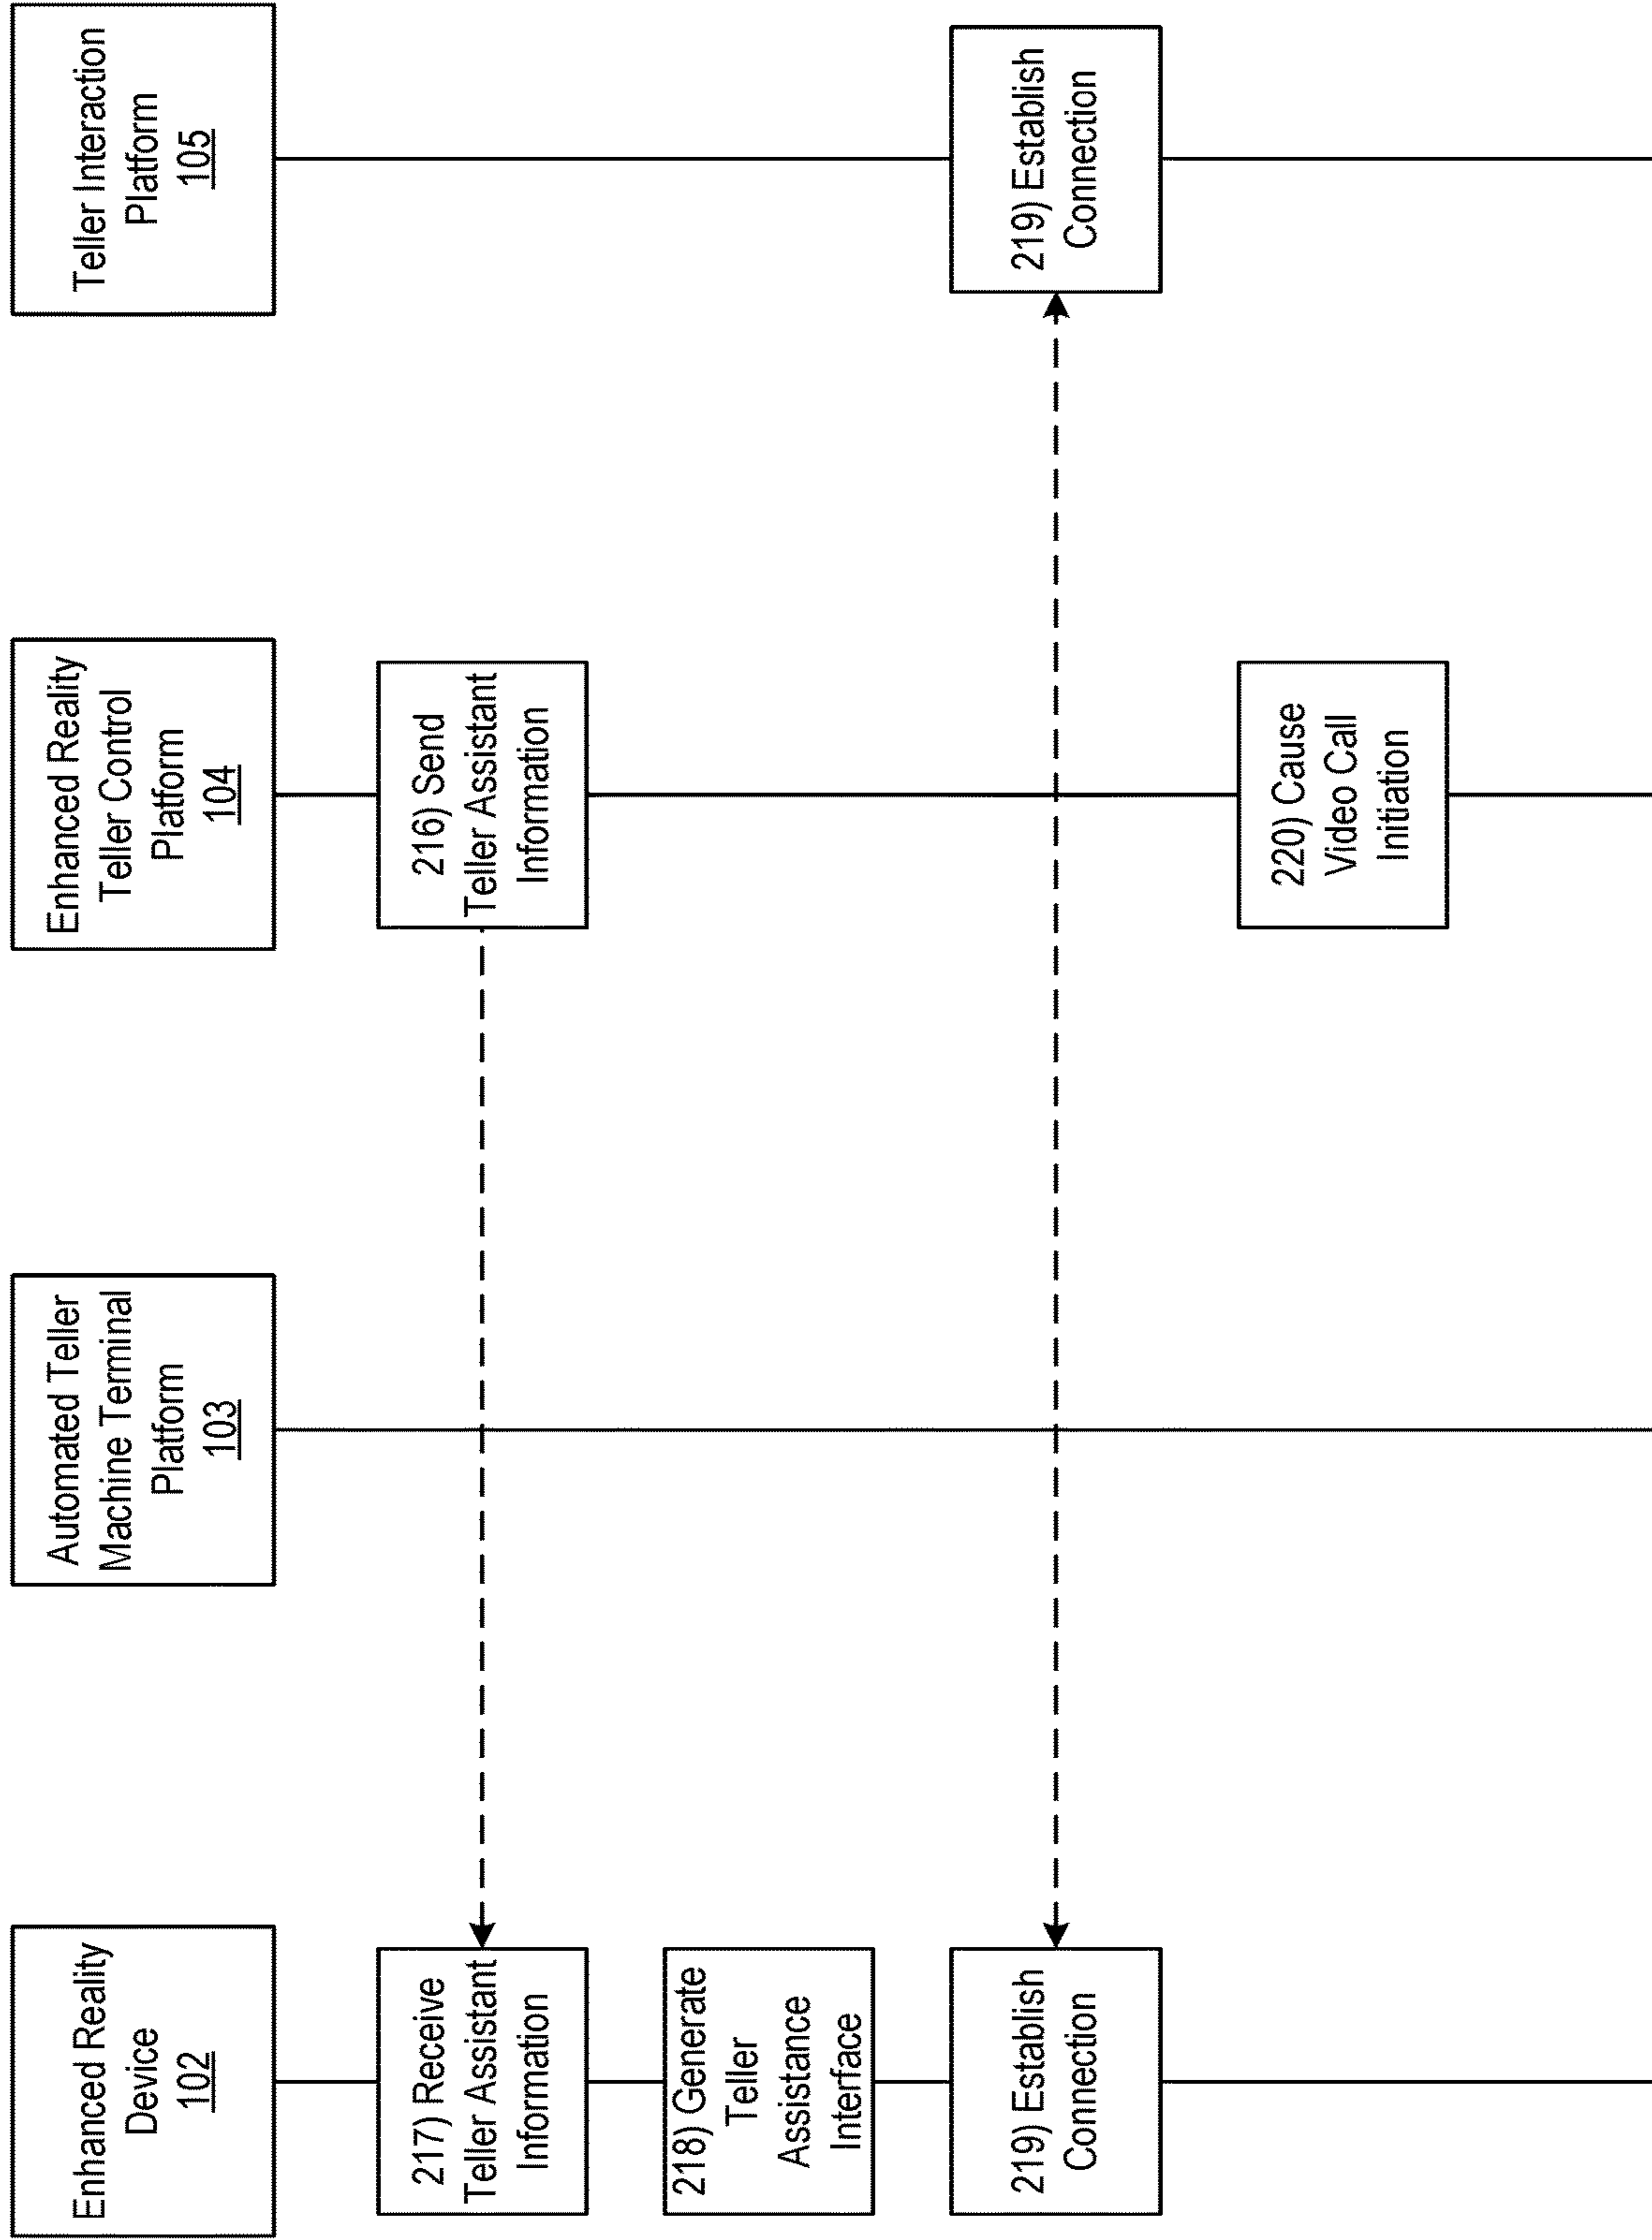 Enhanced Reality
Device
102
Automated Teller
Machine Terminal
Platform
103
Enhanced Reality
Teller Control
Platform
104
Teller Interaction
Platform
105
217) Receive
Teller Assistant
Information
216) Send
Teller Assistant
Information
218) Generate
Teller
Assistance
Interface
219) Establish
Connection
219) Establish
Connection
220) Cause
Video Call
Initiation